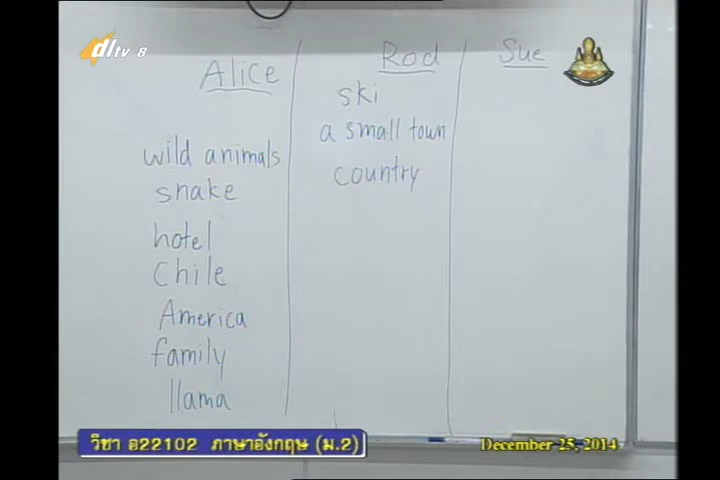 dltv 8
Alice
wild animals
snake
hotel
Chile
America
family
llama
Rod
ski
a small town
country
Sue
วิชา อ22102 ภาษาอังกฤษ (ม.2)
December 25, 2014